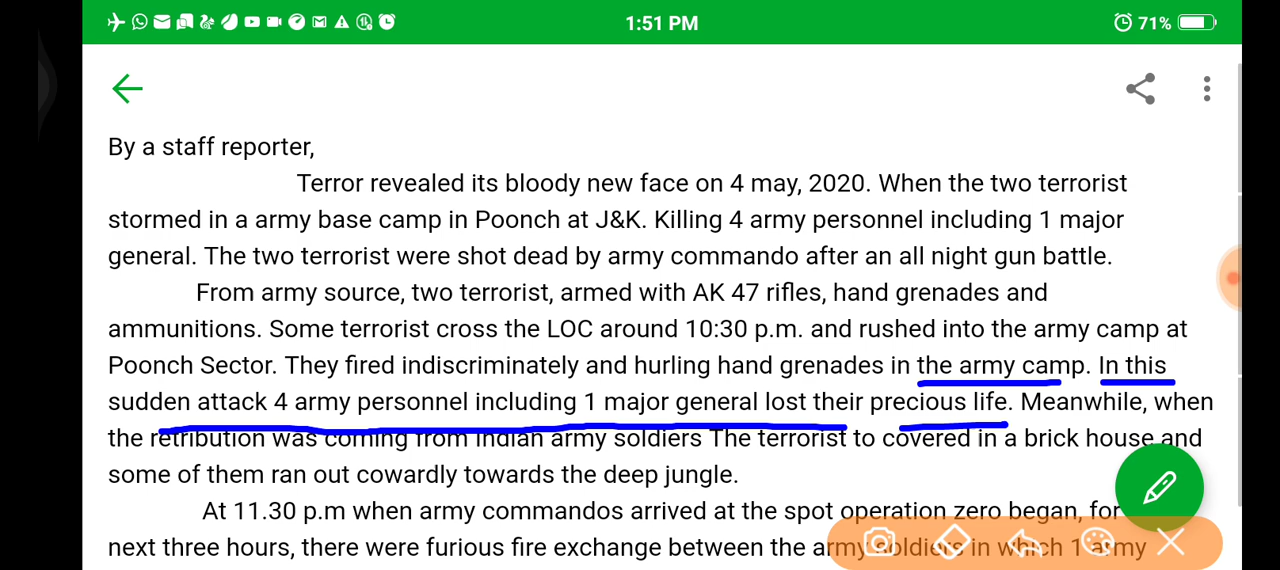 1:51 PM
71%
By a staff reporter,
Terror revealed its bloody new face on 4 may, 2020. When the two terrorist
stormed in a army base camp in Poonch at J&K. Killing 4 army personnel including 1 major
general. The two terrorist were shot dead by army commando after an all night gun battle.
From army source, two terrorist, armed with AK 47 rifles, hand grenades and
ammunitions. Some terrorist cross the LOC around 10:30 p.m. and rushed into the army camp at
Poonch Sector. They fired indiscriminately and hurling hand grenades in the army camp. In this
sudden attack 4 army personnel including 1 major general lost their precious life. Meanwhile, when
the retribution was coming from Indian army soldiers The terrorist to covered in a brick house and
some of them ran out cowardly towards the deep jungle.
At 11.30 p.m when army commandos arrived at the spot operation zero began, for
next three hours, there were furious fire exchange between the army soldiers in which 1 army